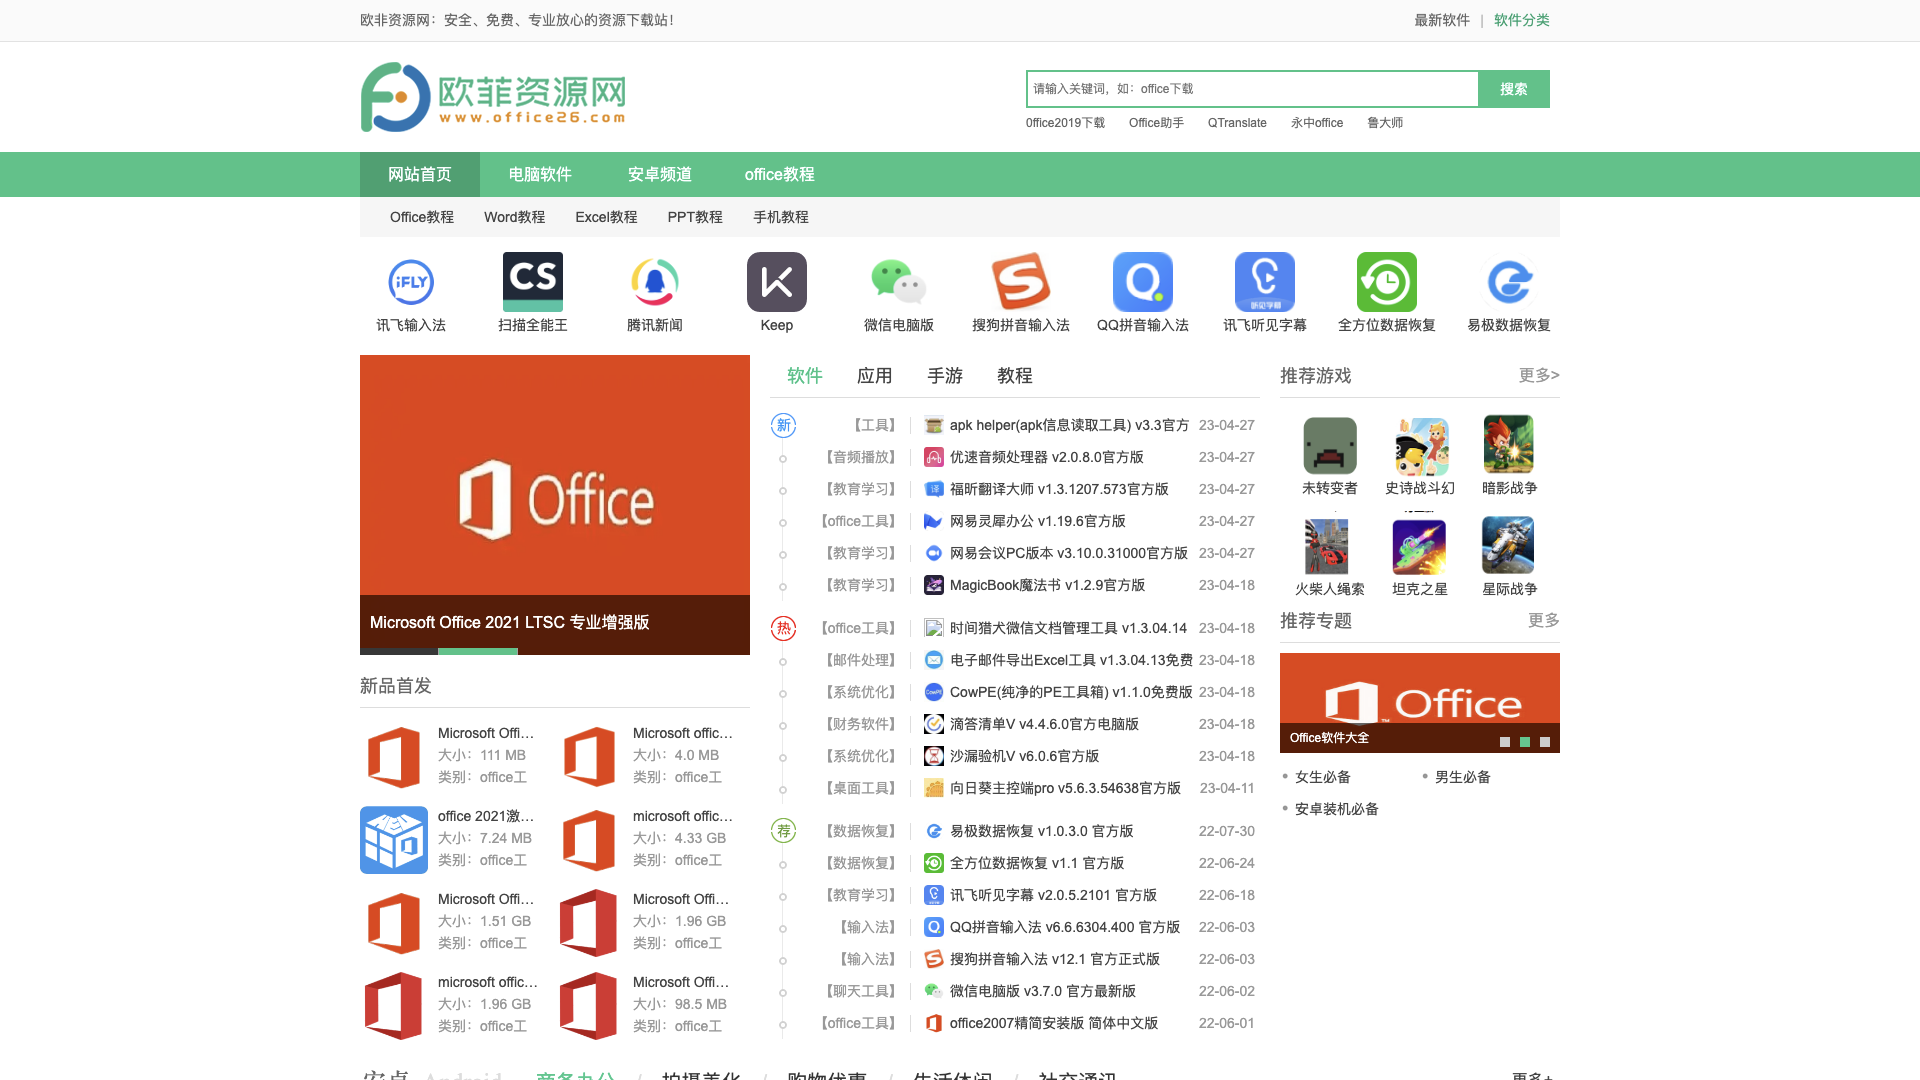 欧非资源网：安全、免费、专业放心的资源下载站！
最新软件 | 软件分类
欧菲资源网
www.office26.com
请输入关键词，如：office下载
搜索
0ffice2019下载 Office助手 QTranslate 永中office 鲁大师
网站首页 电脑软件 安卓频道 office教程
Office教程 Word教程 Excel教程 PPT教程 手机教程
iFLY CS 听见字幕
讯飞输入法 扫描全能王 腾讯新闻 Keep 微信电脑版 搜狗拼音输入法 QQ拼音输入法 讯飞听见字幕 全方位数据恢复 易极数据恢复
Office
Microsoft Office 2021 LTSC 专业增强版
新品首发
Microsoft Offi...
大小：111 MB
类别：office工
Microsoft offic...
大小：4.0 MB
类别：office工
office 2021激...
大小：7.24 MB
类别：office工
microsoft offic...
大小：4.33 GB
类别：office工
Microsoft Offi...
大小：1.51 GB
类别：office工
Microsoft Offi...
大小：1.96 GB
类别：office工
microsoft offic...
大小：1.96 GB
类别：office工
Microsoft Offi...
大小：98.5 MB
类别：office工
软件 应用 手游 教程
新 【工具】 apk helper(apk信息读取工具) v3.3官方 23-04-27
【音频播放】 优速音频处理器 v2.0.8.0官方版 23-04-27
【教育学习】 译 福昕翻译大师 v1.3.1207.573官方版 23-04-27
【office工具】 网易灵犀办公 v1.19.6官方版 23-04-27
【教育学习】 网易会议PC版本 v3.10.0.31000官方版 23-04-27
【教育学习】 MagicBook魔法书 v1.2.9官方版 23-04-18
热 【office工具】 时间猎犬微信文档管理工具 v1.3.04.14 23-04-18
【邮件处理】 电子邮件导出Excel工具 v1.3.04.13免费 23-04-18
【系统优化】 CowPE CowPE(纯净的PE工具箱) v1.1.0免费版 23-04-18
【财务软件】 滴答清单V v4.4.6.0官方电脑版 23-04-18
【系统优化】 沙漏验机V v6.0.6官方版 23-04-18
【桌面工具】 向日葵主控端pro v5.6.3.54638官方版 23-04-11
荐 【数据恢复】 易极数据恢复 v1.0.3.0 官方版 22-07-30
【数据恢复】 全方位数据恢复 v1.1 官方版 22-06-24
【教育学习】 讯飞听见字幕 v2.0.5.2101 官方版 22-06-18
【输入法】 QQ拼音输入法 v6.6.6304.400 官方版 22-06-03
【输入法】 搜狗拼音输入法 v12.1 官方正式版 22-06-03
【聊天工具】 微信电脑版 v3.7.0 官方最新版 22-06-02
【office工具】 office2007精简安装版 简体中文版 22-06-01
推荐游戏 更多>
未转变者 史诗战斗幻 暗影战争
火柴人绳索 坦克之星 星际战争
推荐专题 更多
Office
Office软件大全
女生必备 男生必备
安卓装机必备
安卓 Android 商务办公 / 拍摄美化 / 购物优惠 / 生活休闲 / 社交通讯 更多+